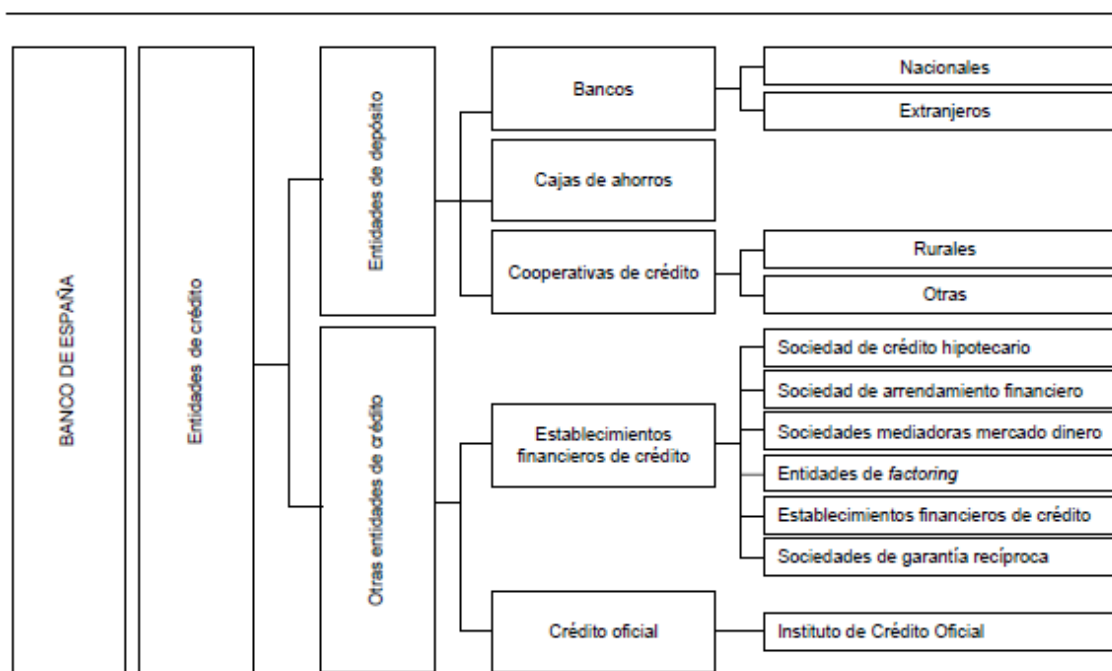 BANCO DE ESPAÑA
Entidades de crédito
Entidades de depósito
Bancos
Nacionales
Extranjeros
Cajas de ahorros
Cooperativas de crédito
Rurales
Otras
Otras entidades de crédito
Establecimientos
financieros de crédito
Sociedad de crédito hipotecario
Sociedad de arrendamiento financiero
Sociedades mediadoras mercado dinero
Entidades de factoring
Establecimientos financieros de crédito
Sociedades de garantía recíproca
Crédito oficial
Instituto de Crédito Oficial